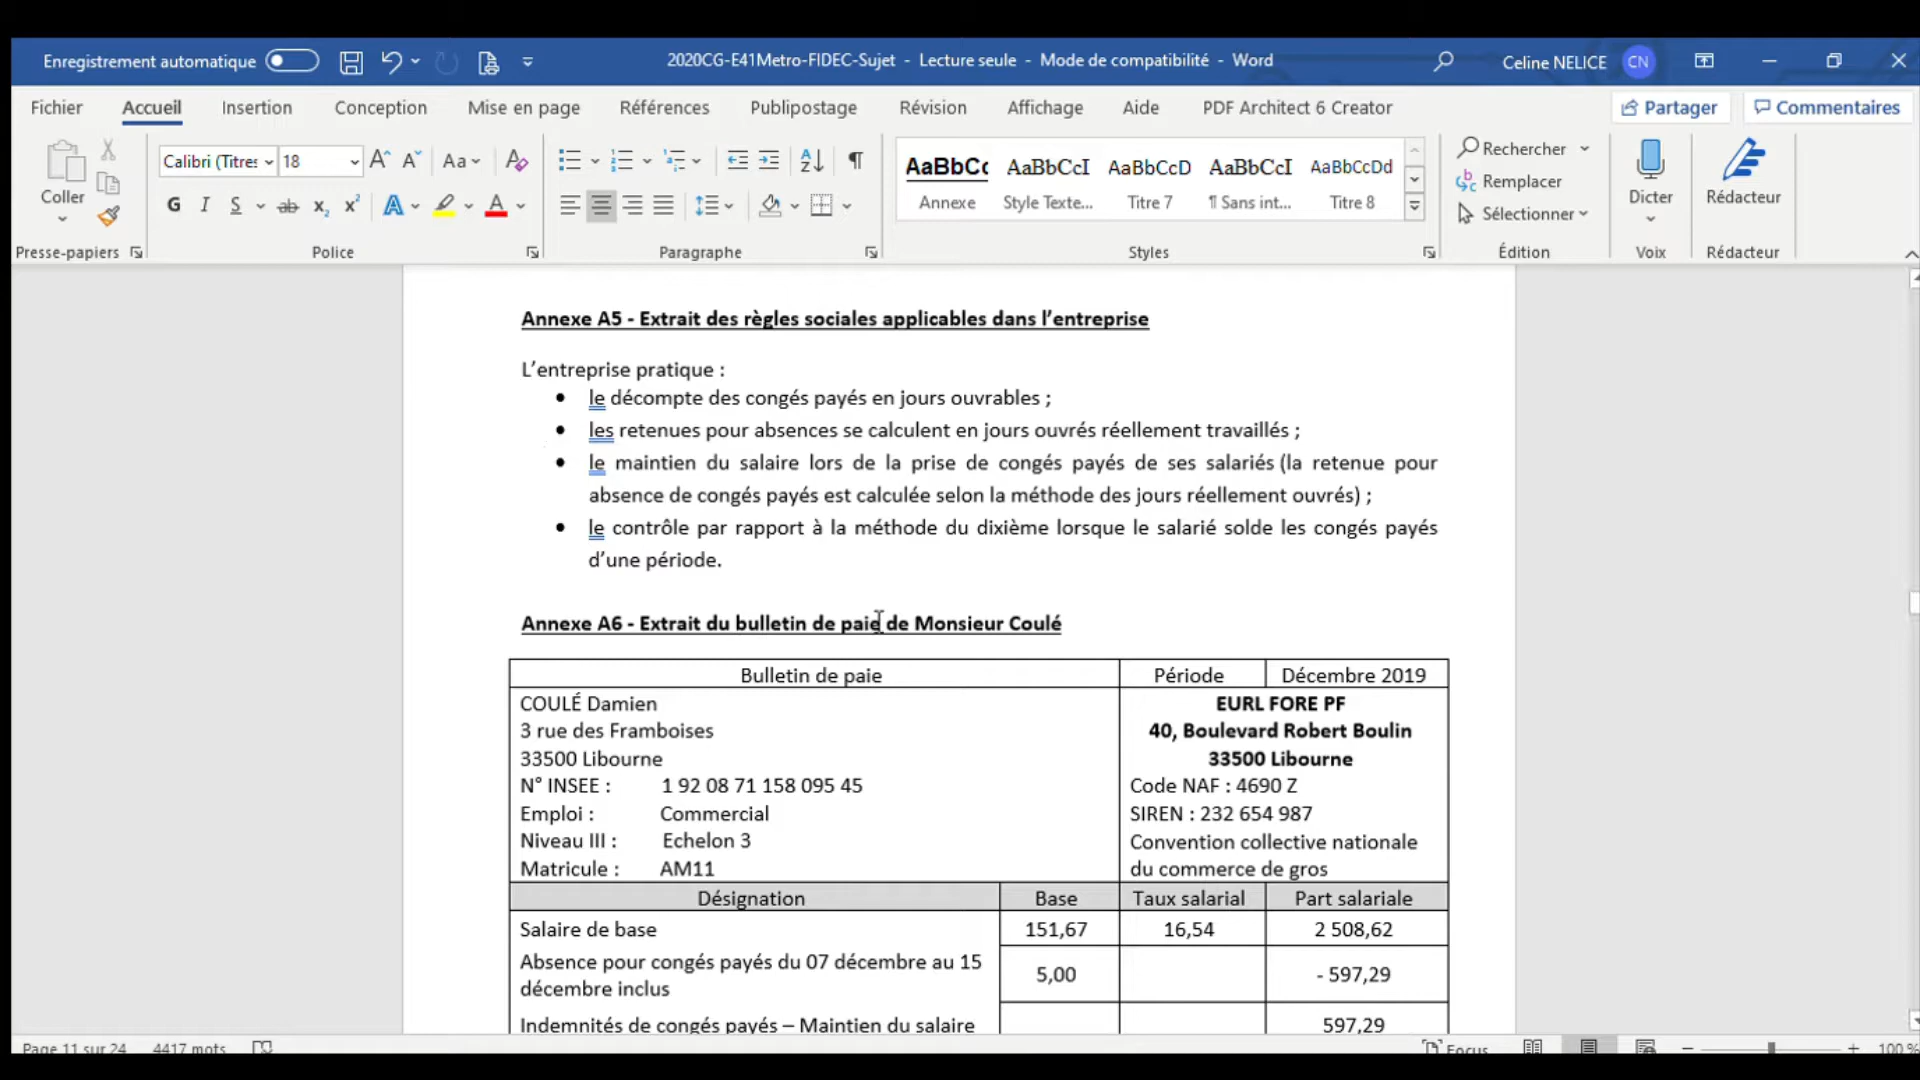 Enregistrement automatique
2020CG-E41Metro-FIDEC-Sujet - Lecture seule - Mode de compatibilité - Word
Celine NELICE CN
Fichier Accueil Insertion Conception Mise en page Références Publipostage Révision Affichage Aide PDF Architect 6 Creator Partager Commentaires
Coller
Calibri (Titres 18
Aa
G I S ab x₂ x² A A
AaBbCc AaBbCcI AaBbCcD AaBbCcI AaBbCcDd
Annexe Style Texte... Titre 7 ¶ Sans int... Titre 8
Rechercher
Remplacer
Sélectionner
Dicter
Rédacteur
Presse-papiers Police Paragraphe Styles Édition Voix Rédacteur
Annexe A5 - Extrait des règles sociales applicables dans l’entreprise
L’entreprise pratique :
• le décompte des congés payés en jours ouvrables ;
• les retenues pour absences se calculent en jours ouvrés réellement travaillés ;
• le maintien du salaire lors de la prise de congés payés de ses salariés (la retenue pour
absence de congés payés est calculée selon la méthode des jours réellement ouvrés) ;
• le contrôle par rapport à la méthode du dixième lorsque le salarié solde les congés payés
d’une période.
Annexe A6 - Extrait du bulletin de paie de Monsieur Coulé
Bulletin de paie Période Décembre 2019
COULÉ Damien
3 rue des Framboises
33500 Libourne
N° INSEE : 1 92 08 71 158 095 45
Emploi : Commercial
Niveau III : Echelon 3
Matricule : AM11
EURL FORE PF
40, Boulevard Robert Boulin
33500 Libourne
Code NAF : 4690 Z
SIREN : 232 654 987
Convention collective nationale
du commerce de gros
Désignation Base Taux salarial Part salariale
Salaire de base 151,67 16,54 2 508,62
Absence pour congés payés du 07 décembre au 15
décembre inclus 5,00 - 597,29
Indemnités de congés payés – Maintien du salaire 597,29
Page 11 sur 24 4417 mots Focus 100 %